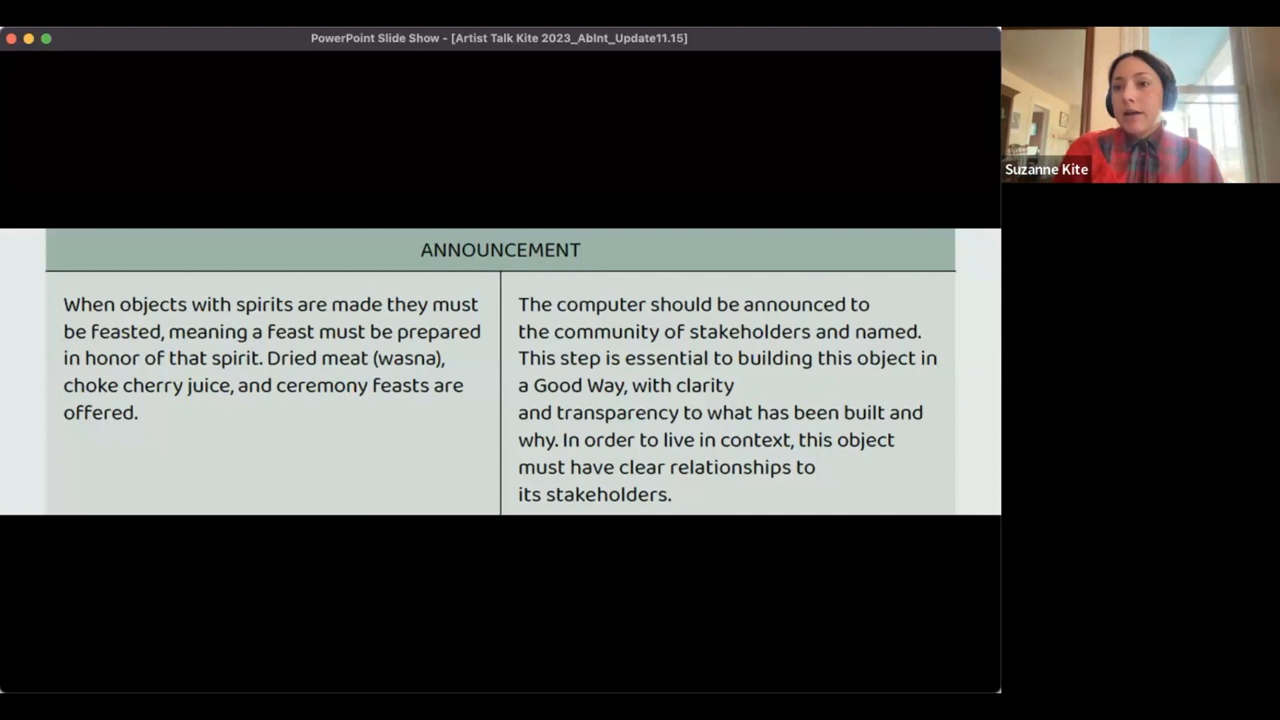 PowerPoint Slide Show - [Artist Talk Kite 2023_AbInt_Update11.15]
Suzanne Kite
ANNOUNCEMENT
When objects with spirits are made they must
be feasted, meaning a feast must be prepared
in honor of that spirit. Dried meat (wasna),
choke cherry juice, and ceremony feasts are
offered.
The computer should be announced to
the community of stakeholders and named.
This step is essential to building this object in
a Good Way, with clarity
and transparency to what has been built and
why. In order to live in context, this object
must have clear relationships to
its stakeholders.